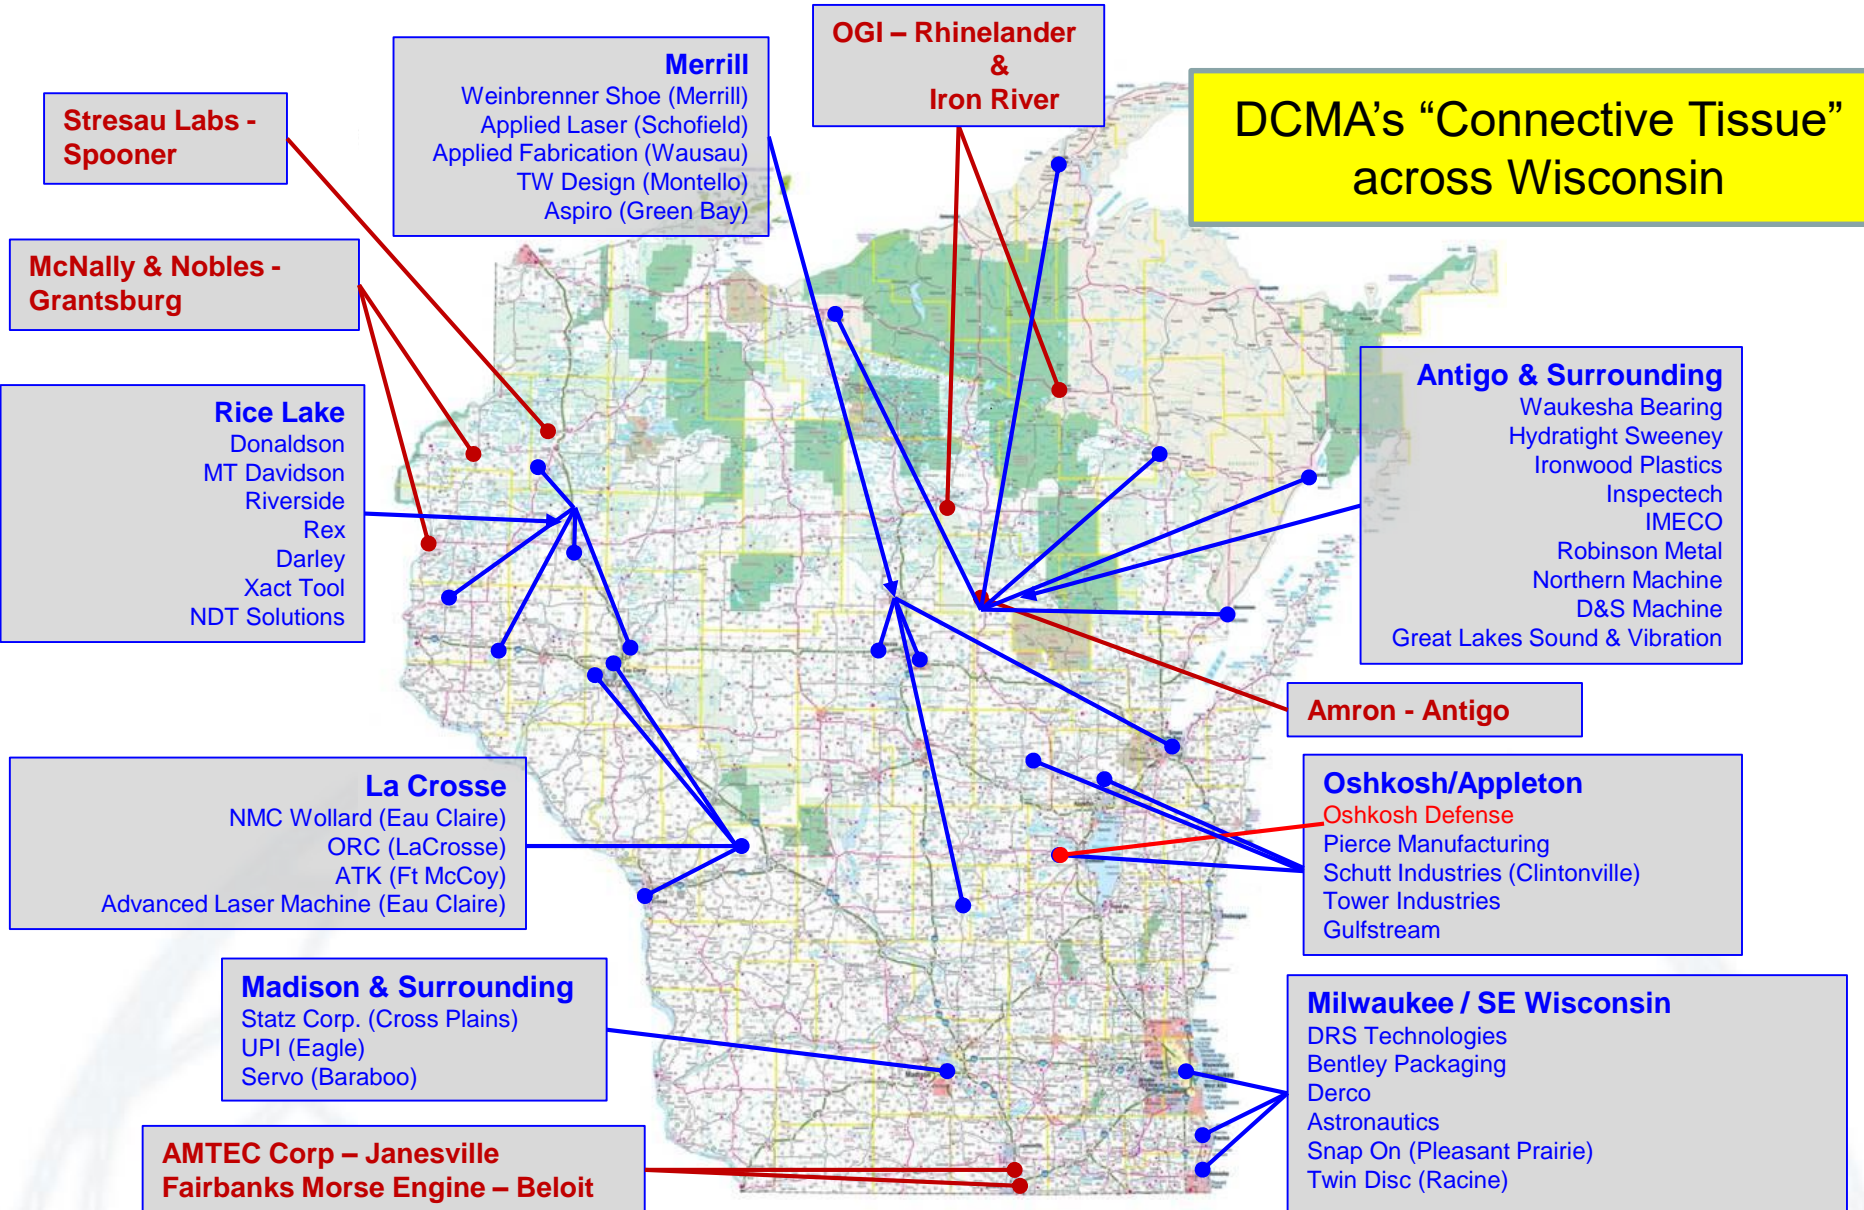 OGI – Rhinelander
&
Iron River
DCMA’s “Connective Tissue”
across Wisconsin
Merrill
Weinbrenner Shoe (Merrill)
Applied Laser (Schofield)
Applied Fabrication (Wausau)
TW Design (Montello)
Aspiro (Green Bay)
Stresau Labs -
Spooner
McNally & Nobles -
Grantsburg
Rice Lake
Donaldson
MT Davidson
Riverside
Rex
Darley
Xact Tool
NDT Solutions
Antigo & Surrounding
Waukesha Bearing
Hydratight Sweeney
Ironwood Plastics
Inspectech
IMECO
Robinson Metal
Northern Machine
D&S Machine
Great Lakes Sound & Vibration
Amron - Antigo
La Crosse
NMC Wollard (Eau Claire)
ORC (LaCrosse)
ATK (Ft McCoy)
Advanced Laser Machine (Eau Claire)
Oshkosh/Appleton
Oshkosh Defense
Pierce Manufacturing
Schutt Industries (Clintonville)
Tower Industries
Gulfstream
Madison & Surrounding
Statz Corp. (Cross Plains)
UPI (Eagle)
Servo (Baraboo)
Milwaukee / SE Wisconsin
DRS Technologies
Bentley Packaging
Derco
Astronautics
Snap On (Pleasant Prairie)
Twin Disc (Racine)
AMTEC Corp – Janesville
Fairbanks Morse Engine – Beloit